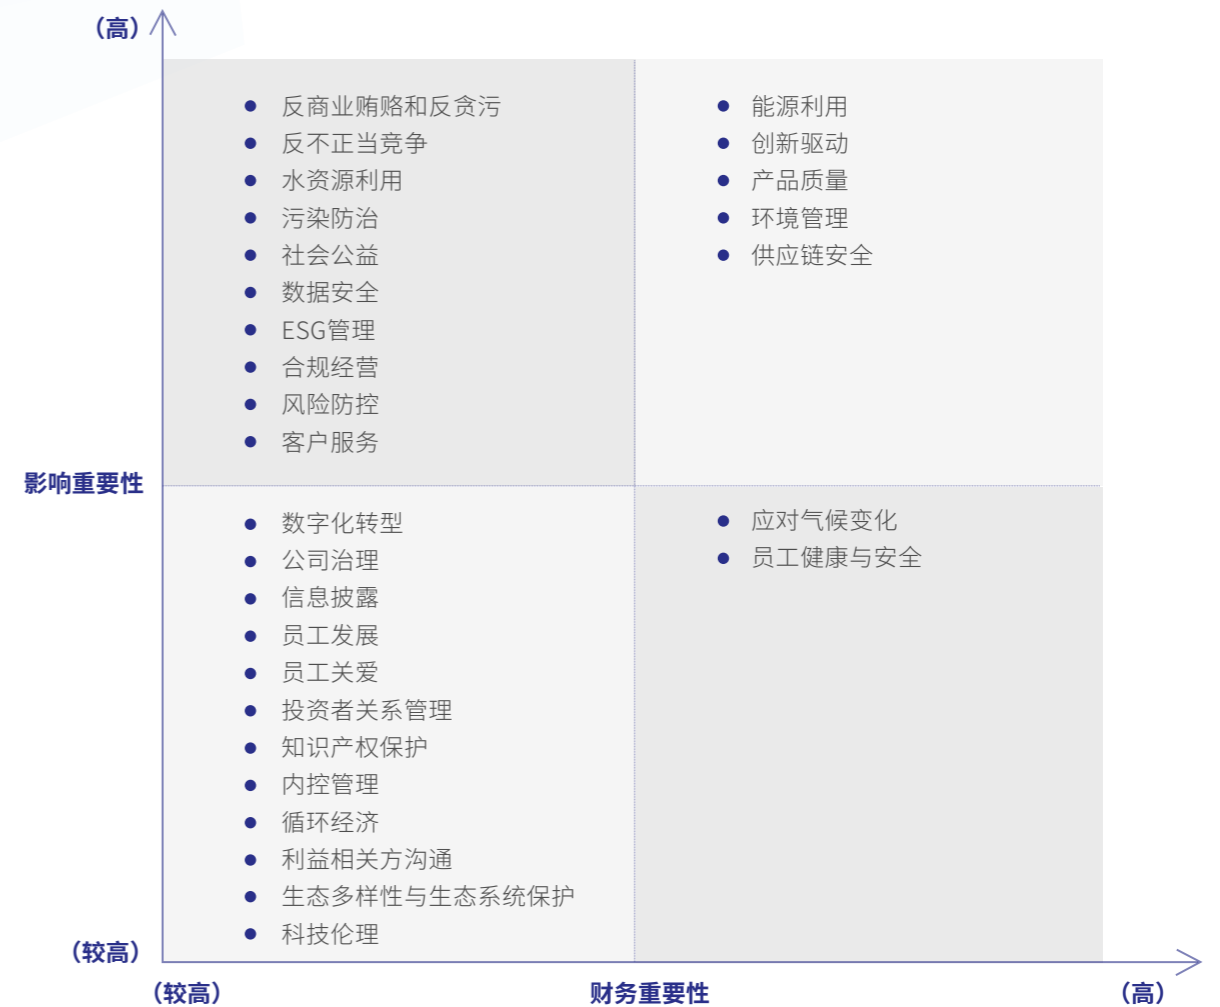 （高）
● 反商业贿赂和反贪污
● 反不正当竞争
● 水资源利用
● 污染防治
● 社会公益
● 数据安全
● ESG管理
● 合规经营
● 风险防控
● 客户服务
● 能源利用
● 创新驱动
● 产品质量
● 环境管理
● 供应链安全
影响重要性
● 数字化转型
● 公司治理
● 信息披露
● 员工发展
● 员工关爱
● 投资者关系管理
● 知识产权保护
● 内控管理
● 循环经济
● 利益相关方沟通
● 生态多样性与生态系统保护
● 科技伦理
● 应对气候变化
● 员工健康与安全
（较高）
（较高）
财务重要性
（高）